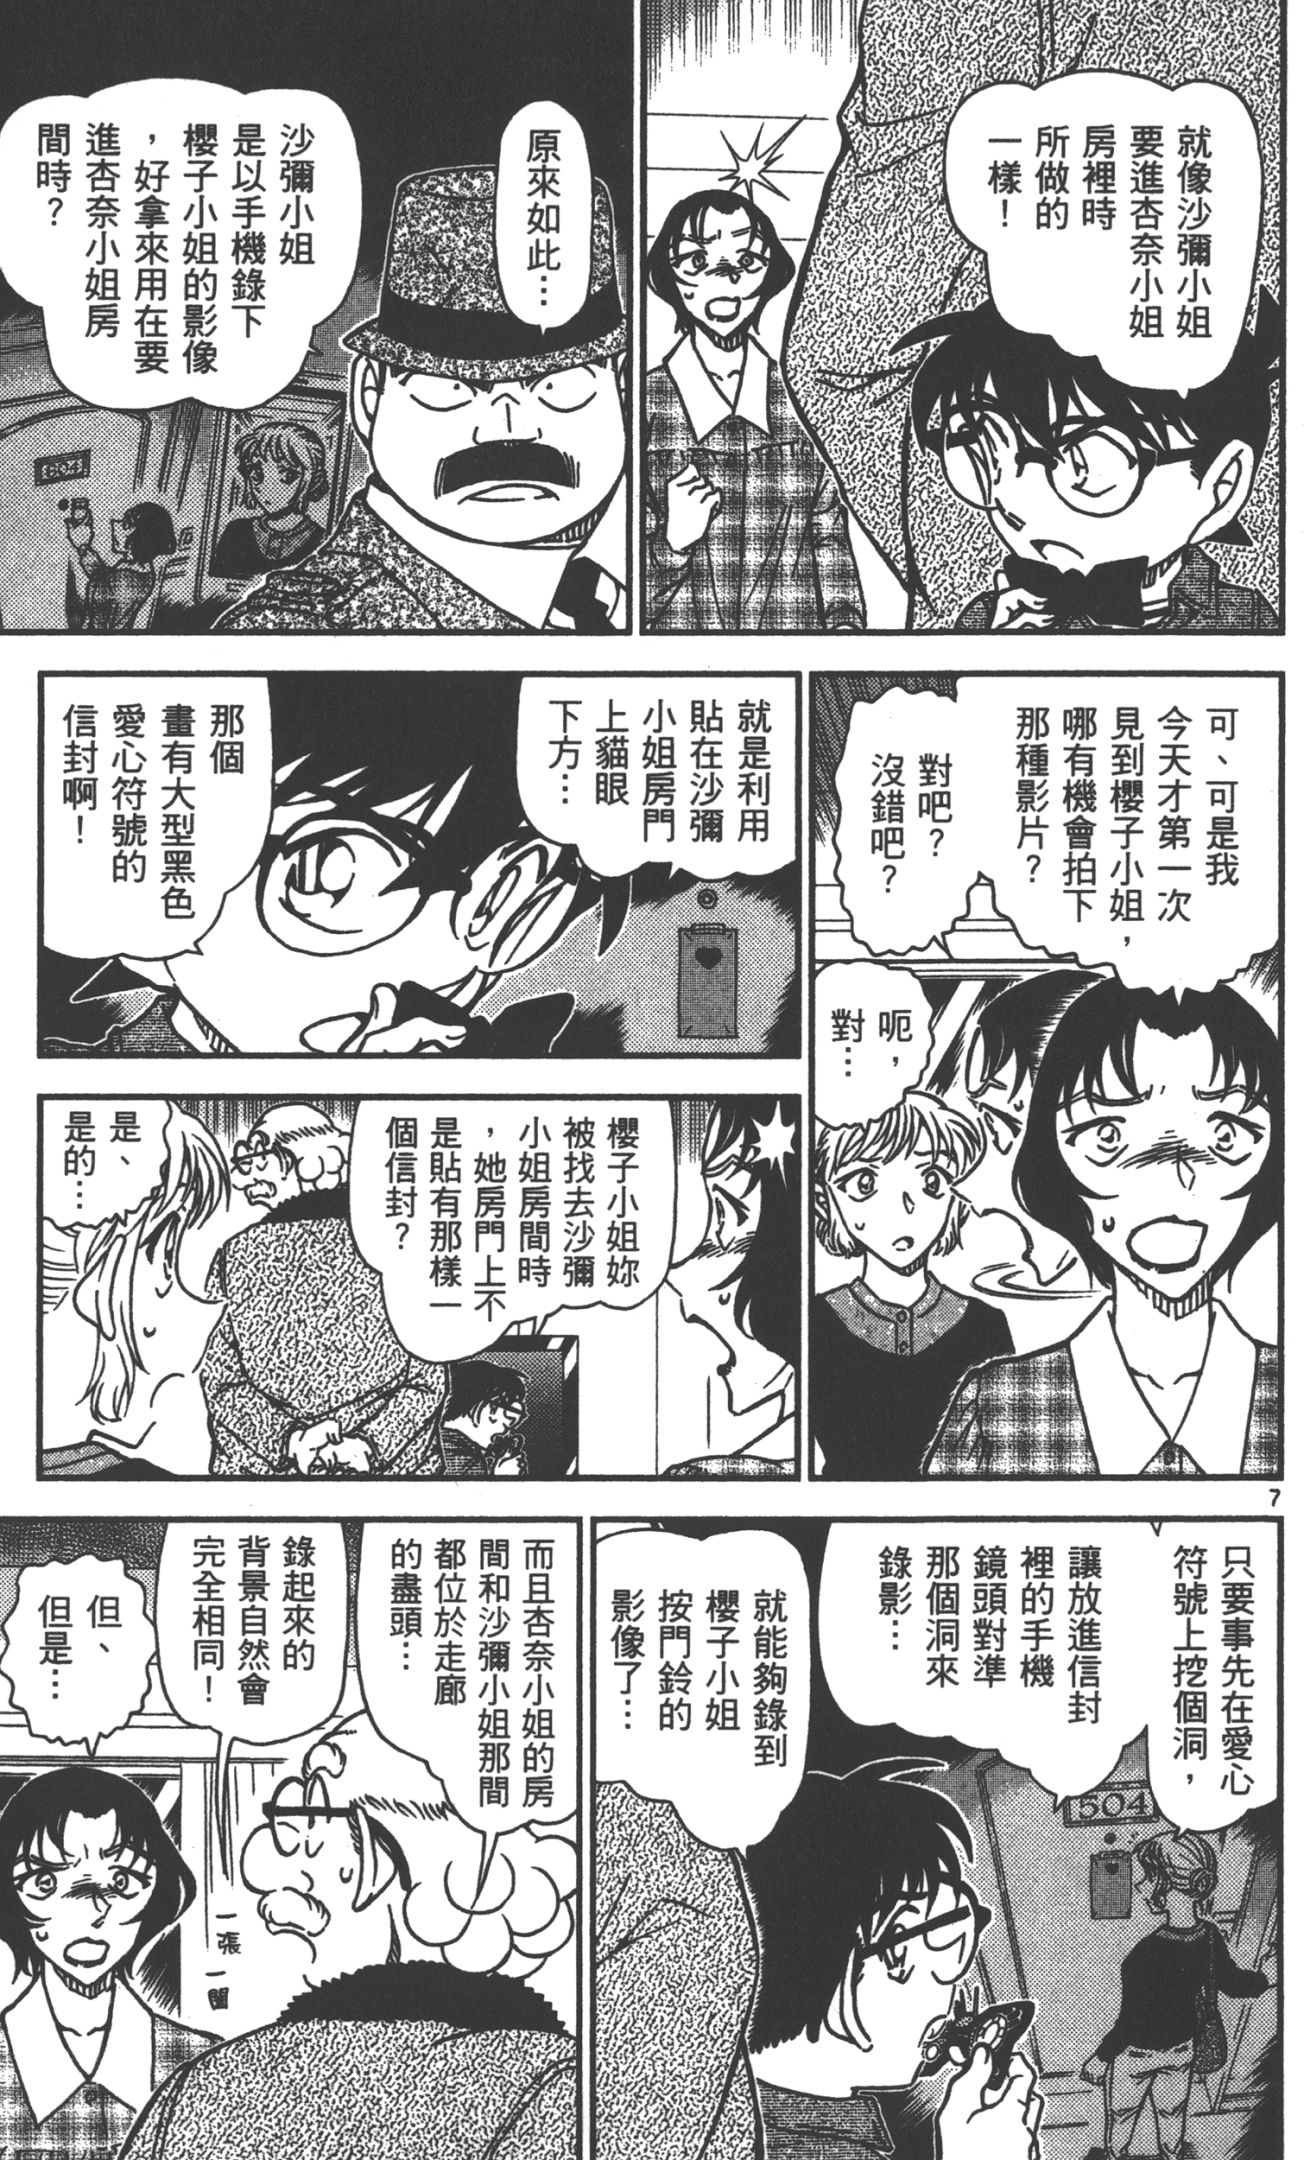 就像沙彌小姐
要進杏奈小姐
房裡時
所做的
一樣！
原來如此…
沙彌小姐
是以手機錄下
櫻子小姐的影像
，好拿來用在要
進杏奈小姐房
間時？
可、可是我
今天才第一次
見到櫻子小姐，
哪有機會拍下
那種影片？
對吧？
沒錯吧？
呃，
對…
就是利用
貼在沙彌
小姐房門
上貓眼
下方…
那個
畫有大型黑色
愛心符號的
信封啊！
櫻子小姐妳
被找去沙彌
小姐房間時
，她房門上不
是貼有那樣一
個信封？
是、
是的…
7
只要事先在愛心
符號上挖個洞，
讓放進信封
裡的手機
鏡頭對準
那個洞來
錄影…
504
就能夠錄到
櫻子小姐
按門鈴的
影像了…
而且杏奈小姐的房
間和沙彌小姐那間
都位於走廊
的盡頭…
錄起來的
背景自然會
完全相同！
一張一闔
但、
但是…